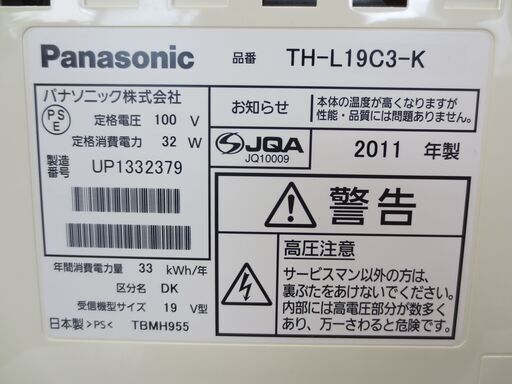 Panasonic 品番 TH-L19C3-K
パナソニック株式会社
PS E
定格電圧 100 V
定格消費電力 32 W
製造番号 UP1332379
お知らせ
本体の温度が高くなりますが
性能・品質には問題ありません。
JQA
JQ10009
2011 年製
警告
高圧注意
サービスマン以外の方は、
裏ぶたをあけないでください。
内部には高電圧部分が数多く
あり、万一さわると危険です。
年間消費電力量 33 kWh/年
区分名 DK
受信機型サイズ 19 V型
日本製 >PS< TBMH955